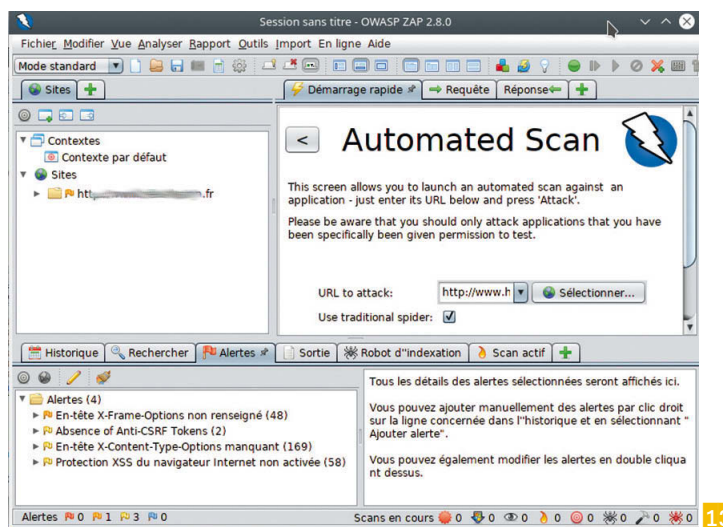 Session sans titre - OWASP ZAP 2.8.0
Fichier Modifier Vue Analyser Rapport Outils Import En ligne Aide
Mode standard
Sites
Démarrage rapide
Requête
Réponse
Contextes
Contexte par défaut
Sites
.fr
<
Automated Scan
This screen allows you to launch an automated scan against an
application - just enter its URL below and press 'Attack'.
Please be aware that you should only attack applications that you have
been specifically been given permission to test.
URL to attack:
http://www.h
Sélectionner...
Use traditional spider:
Historique
Rechercher
Alertes
Sortie
Robot d''indexation
Scan actif
Alertes (4)
En-tête X-Frame-Options non renseigné (48)
Absence of Anti-CSRF Tokens (2)
En-tête X-Content-Type-Options manquant (169)
Protection XSS du navigateur Internet non activée (58)
Tous les détails des alertes sélectionnées seront affichés ici.
Vous pouvez ajouter manuellement des alertes par clic droit
sur la ligne concernée dans l''historique et en sélectionnant "
Ajouter alerte".
Vous pouvez également modifier les alertes en double cliqua
nt dessus.
Alertes 0 1 3 0
Scans en cours 0 0 0 0 0 0 0 0